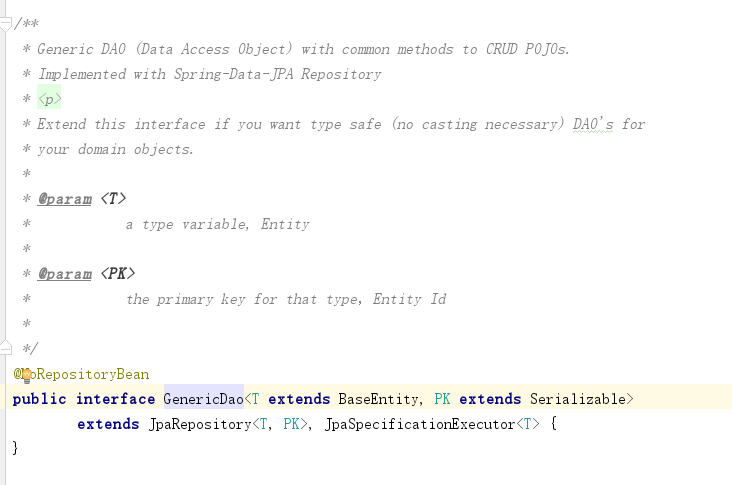 /**
* Generic DAO (Data Access Object) with common methods to CRUD POJOs.
* Implemented with Spring-Data-JPA Repository
* <p>
* Extend this interface if you want type safe (no casting necessary) DAO's for
* your domain objects.
*
* @param <T>
*            a type variable, Entity
*
* @param <PK>
*            the primary key for that type, Entity Id
*
*/
@NoRepositoryBean
public interface GenericDao<T extends BaseEntity, PK extends Serializable>
        extends JpaRepository<T, PK>, JpaSpecificationExecutor<T> {
}